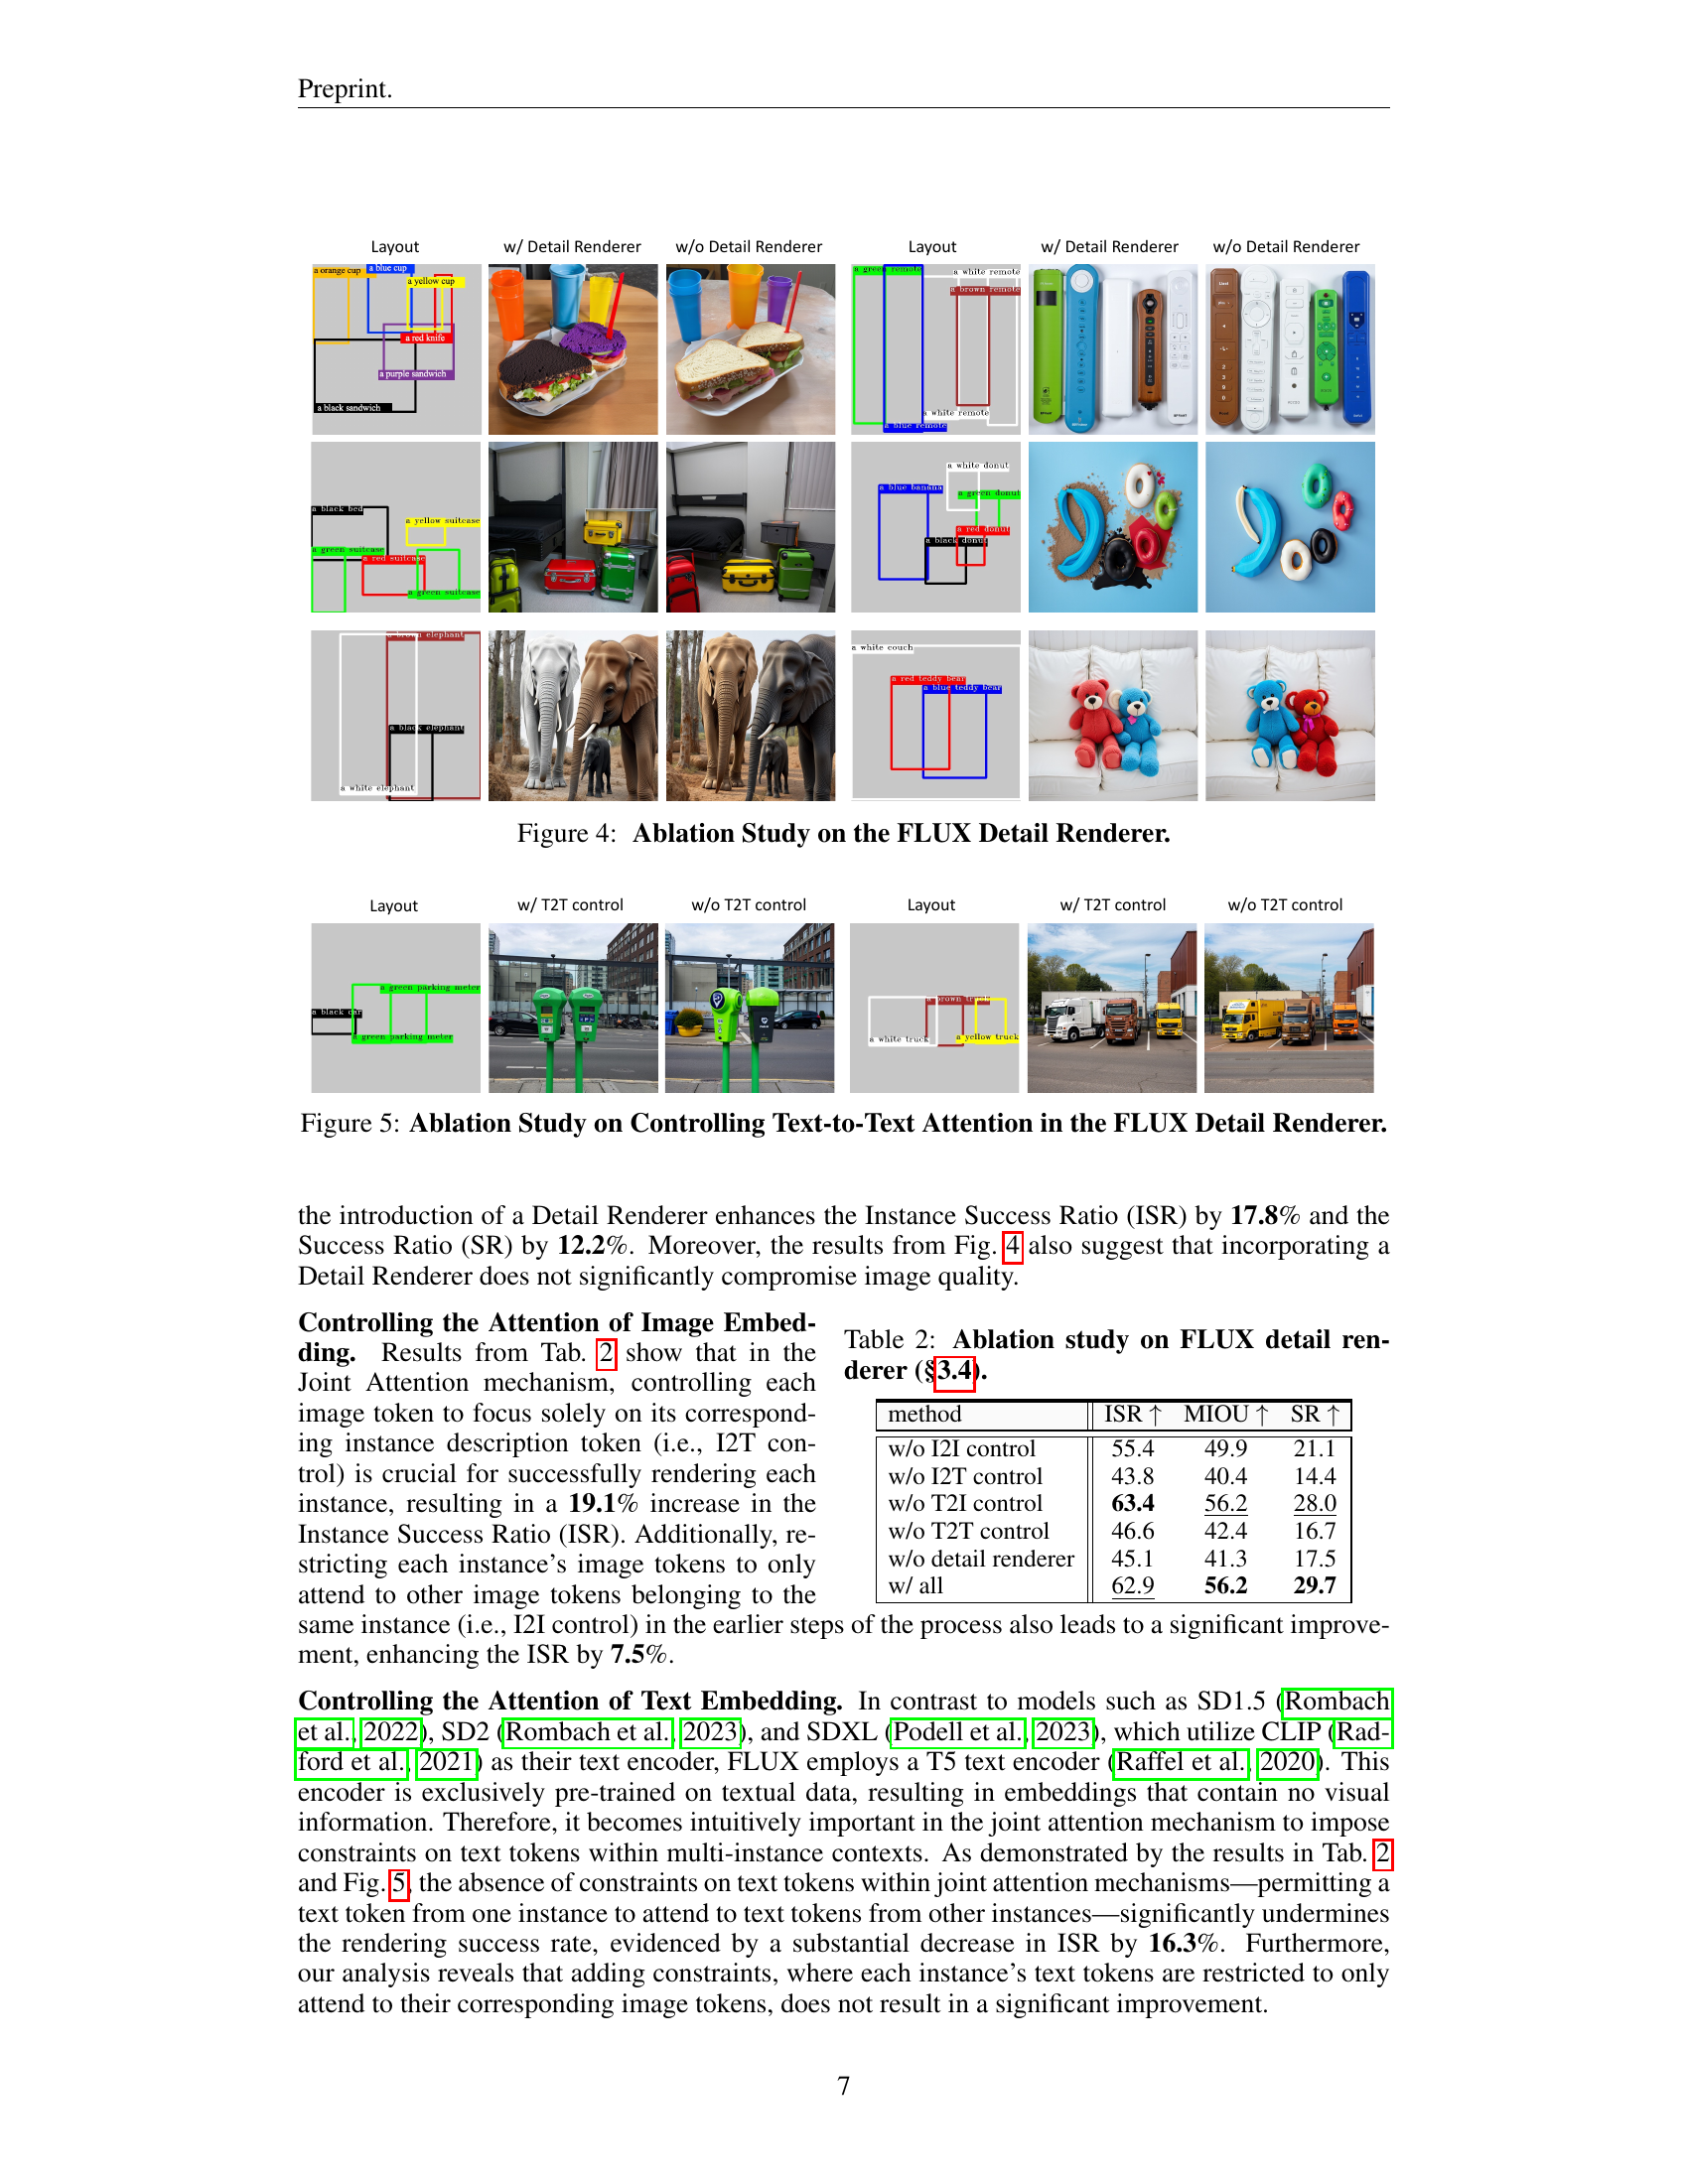 Preprint.
Layout w/ Detail Renderer w/o Detail Renderer Layout w/ Detail Renderer w/o Detail Renderer
a orange cup a blue cup
a yellow cup
a red knife
a purple sandwich
a black sandwich
a green remote a white remote
a brown remote
a white remote
a blue remote
a black bed
a yellow suitcase
a green suitcase
a red suitcase
a green suitcase
a white donut
a blue banana
a green donut
a red donut
a black donut
a brown elephant
a black elephant
a white elephant
a white couch
a red teddy bear
a blue teddy bear
Figure 4: Ablation Study on the FLUX Detail Renderer.
Layout w/ T2T control w/o T2T control Layout w/ T2T control w/o T2T control
a green parking meter
a black car
a green parking meter
a brown truck
a white truck a yellow truck
Figure 5: Ablation Study on Controlling Text-to-Text Attention in the FLUX Detail Renderer.
the introduction of a Detail Renderer enhances the Instance Success Ratio (ISR) by 17.8% and the
Success Ratio (SR) by 12.2%. Moreover, the results from Fig. 4 also suggest that incorporating a
Detail Renderer does not significantly compromise image quality.
Controlling the Attention of Image Embed-
ding. Results from Tab. 2 show that in the
Joint Attention mechanism, controlling each
image token to focus solely on its correspond-
ing instance description token (i.e., I2T con-
trol) is crucial for successfully rendering each
instance, resulting in a 19.1% increase in the
Instance Success Ratio (ISR). Additionally, re-
stricting each instance's image tokens to only
attend to other image tokens belonging to the
same instance (i.e., I2I control) in the earlier steps of the process also leads to a significant improve-
ment, enhancing the ISR by 7.5%.
Table 2: Ablation study on FLUX detail ren-
derer (§3.4).
method ISR ↑ MIOU ↑ SR ↑
w/o I2I control 55.4 49.9 21.1
w/o I2T control 43.8 40.4 14.4
w/o T2I control 63.4 56.2 28.0
w/o T2T control 46.6 42.4 16.7
w/o detail renderer 45.1 41.3 17.5
w/ all 62.9 56.2 29.7
Controlling the Attention of Text Embedding. In contrast to models such as SD1.5 (Rombach
et al., 2022), SD2 (Rombach et al., 2023), and SDXL (Podell et al., 2023), which utilize CLIP (Rad-
ford et al., 2021) as their text encoder, FLUX employs a T5 text encoder (Raffel et al., 2020). This
encoder is exclusively pre-trained on textual data, resulting in embeddings that contain no visual
information. Therefore, it becomes intuitively important in the joint attention mechanism to impose
constraints on text tokens within multi-instance contexts. As demonstrated by the results in Tab. 2
and Fig. 5, the absence of constraints on text tokens within joint attention mechanisms—permitting a
text token from one instance to attend to text tokens from other instances—significantly undermines
the rendering success rate, evidenced by a substantial decrease in ISR by 16.3%. Furthermore,
our analysis reveals that adding constraints, where each instance's text tokens are restricted to only
attend to their corresponding image tokens, does not result in a significant improvement.
7